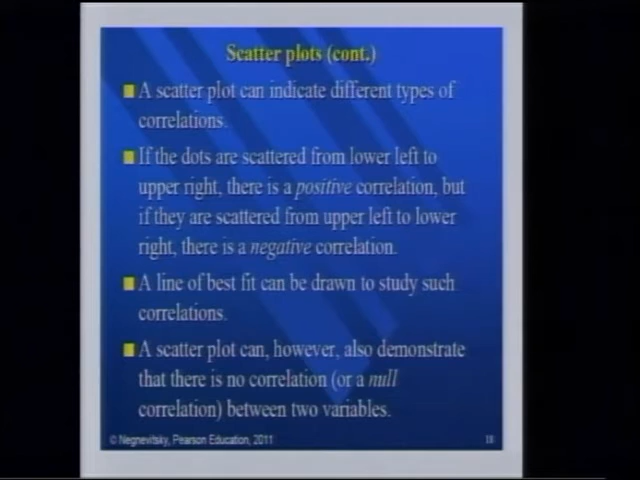 Scatter plots (cont.)
A scatter plot can indicate different types of
correlations.
If the dots are scattered from lower left to
upper right, there is a positive correlation, but
if they are scattered from upper left to lower
right, there is a negative correlation.
A line of best fit can be drawn to study such
correlations.
A scatter plot can, however, also demonstrate
that there is no correlation (or a null
correlation) between two variables.
© Negnevitsky, Pearson Education, 2011
18